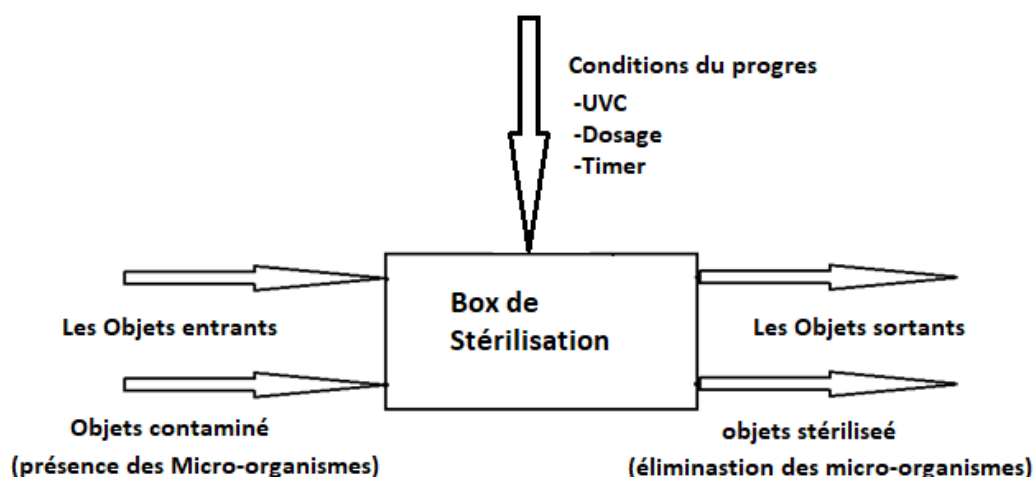 Conditions du progres
-UVC
-Dosage
-Timer
Box de
Stérilisation
Les Objets entrants
Les Objets sortants
Objets contaminé
(présence des Micro-organismes)
objets stériliseé
(éliminastion des micro-organismes)